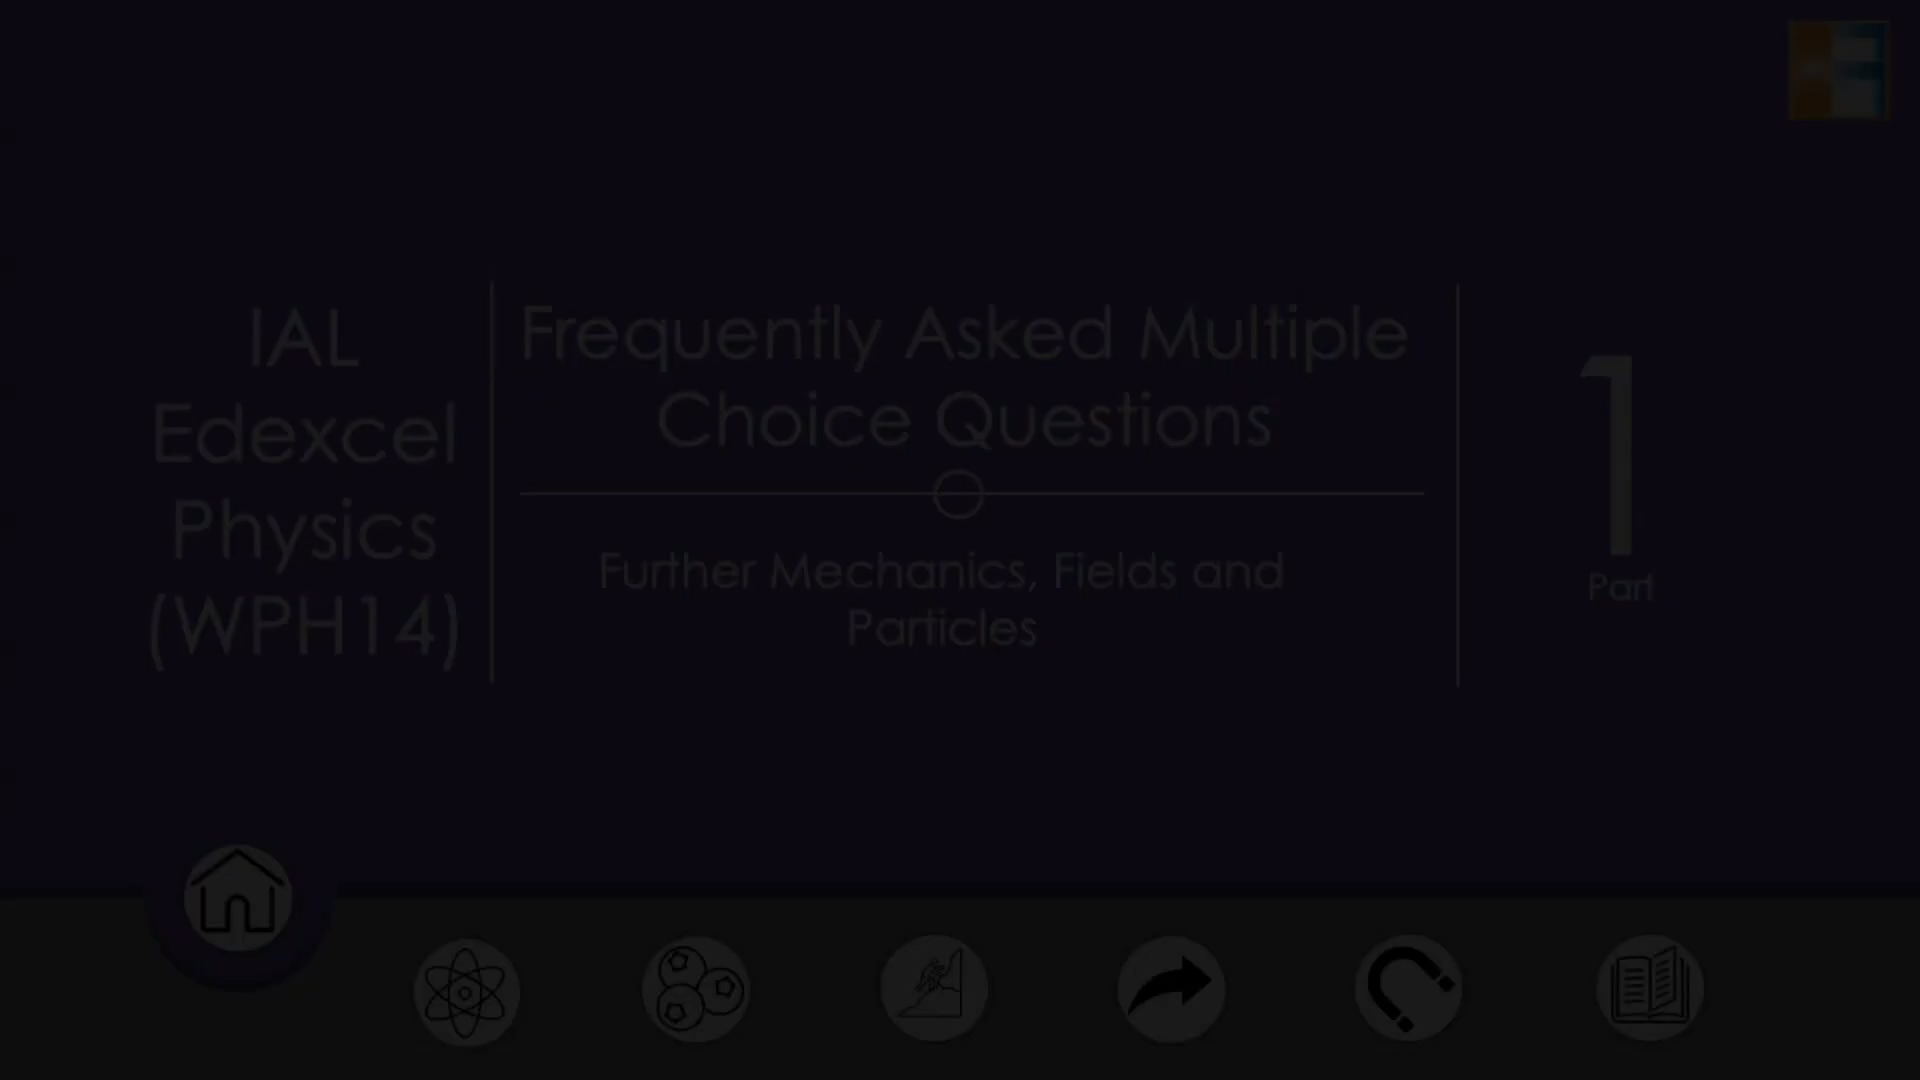 IAL
Edexcel
Physics
(WPH14)
Frequently Asked Multiple
Choice Questions
Further Mechanics, Fields and
Particles
1
Part